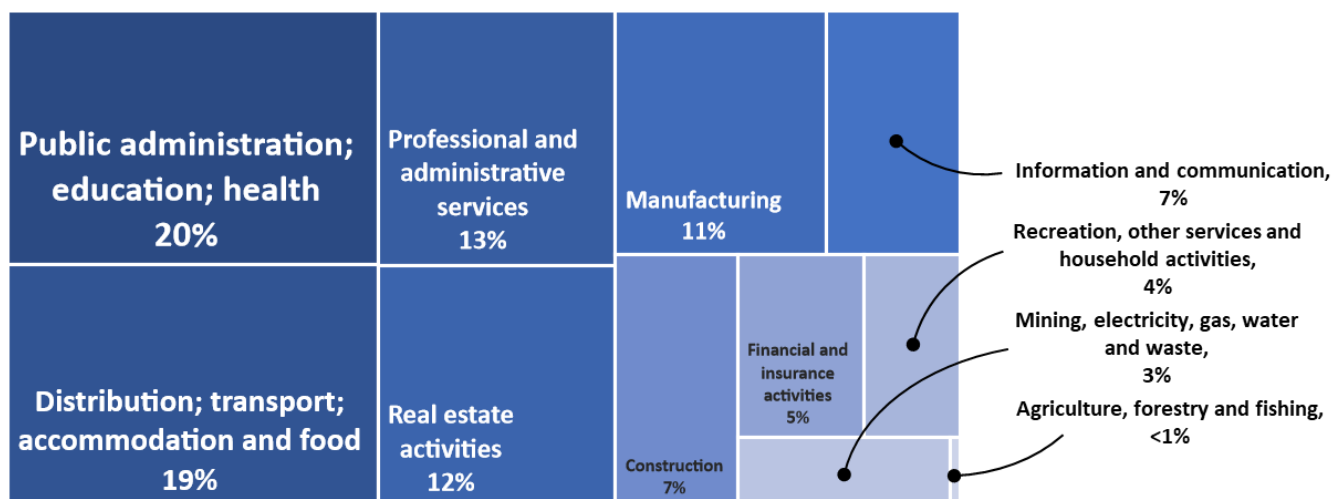 Public administration;
education; health
20%
Professional and
administrative
services
13%
Manufacturing
11%
Information and communication,
7%
Recreation, other services and
household activities,
4%
Mining, electricity, gas, water
and waste,
3%
Agriculture, forestry and fishing,
<1%
Distribution; transport;
accommodation and food
19%
Real estate
activities
12%
Construction
7%
Financial and
insurance
activities
5%